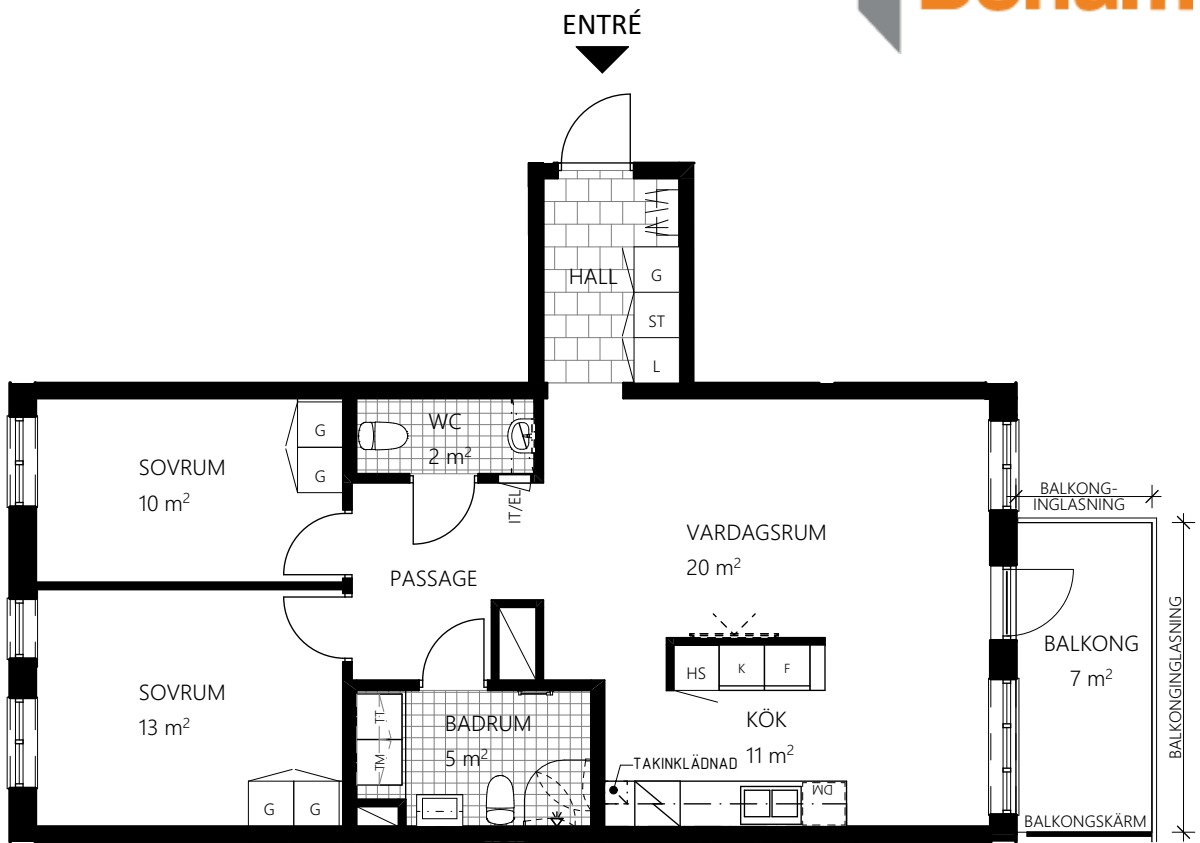 ENTRÉ
HALL
G
ST
L
WC
2 m²
G
G
SOVRUM
10 m²
IT/EL
BALKONG-
INGLASNING
VARDAGSRUM
20 m²
PASSAGE
BALKONG
7 m²
BALKONGINGLASNING
HS
K
F
SOVRUM
13 m²
TT
TM
BADRUM
5 m²
KÖK
11 m²
TAKINKLÄDNAD
DM
G
G
BALKONGSKÄRM